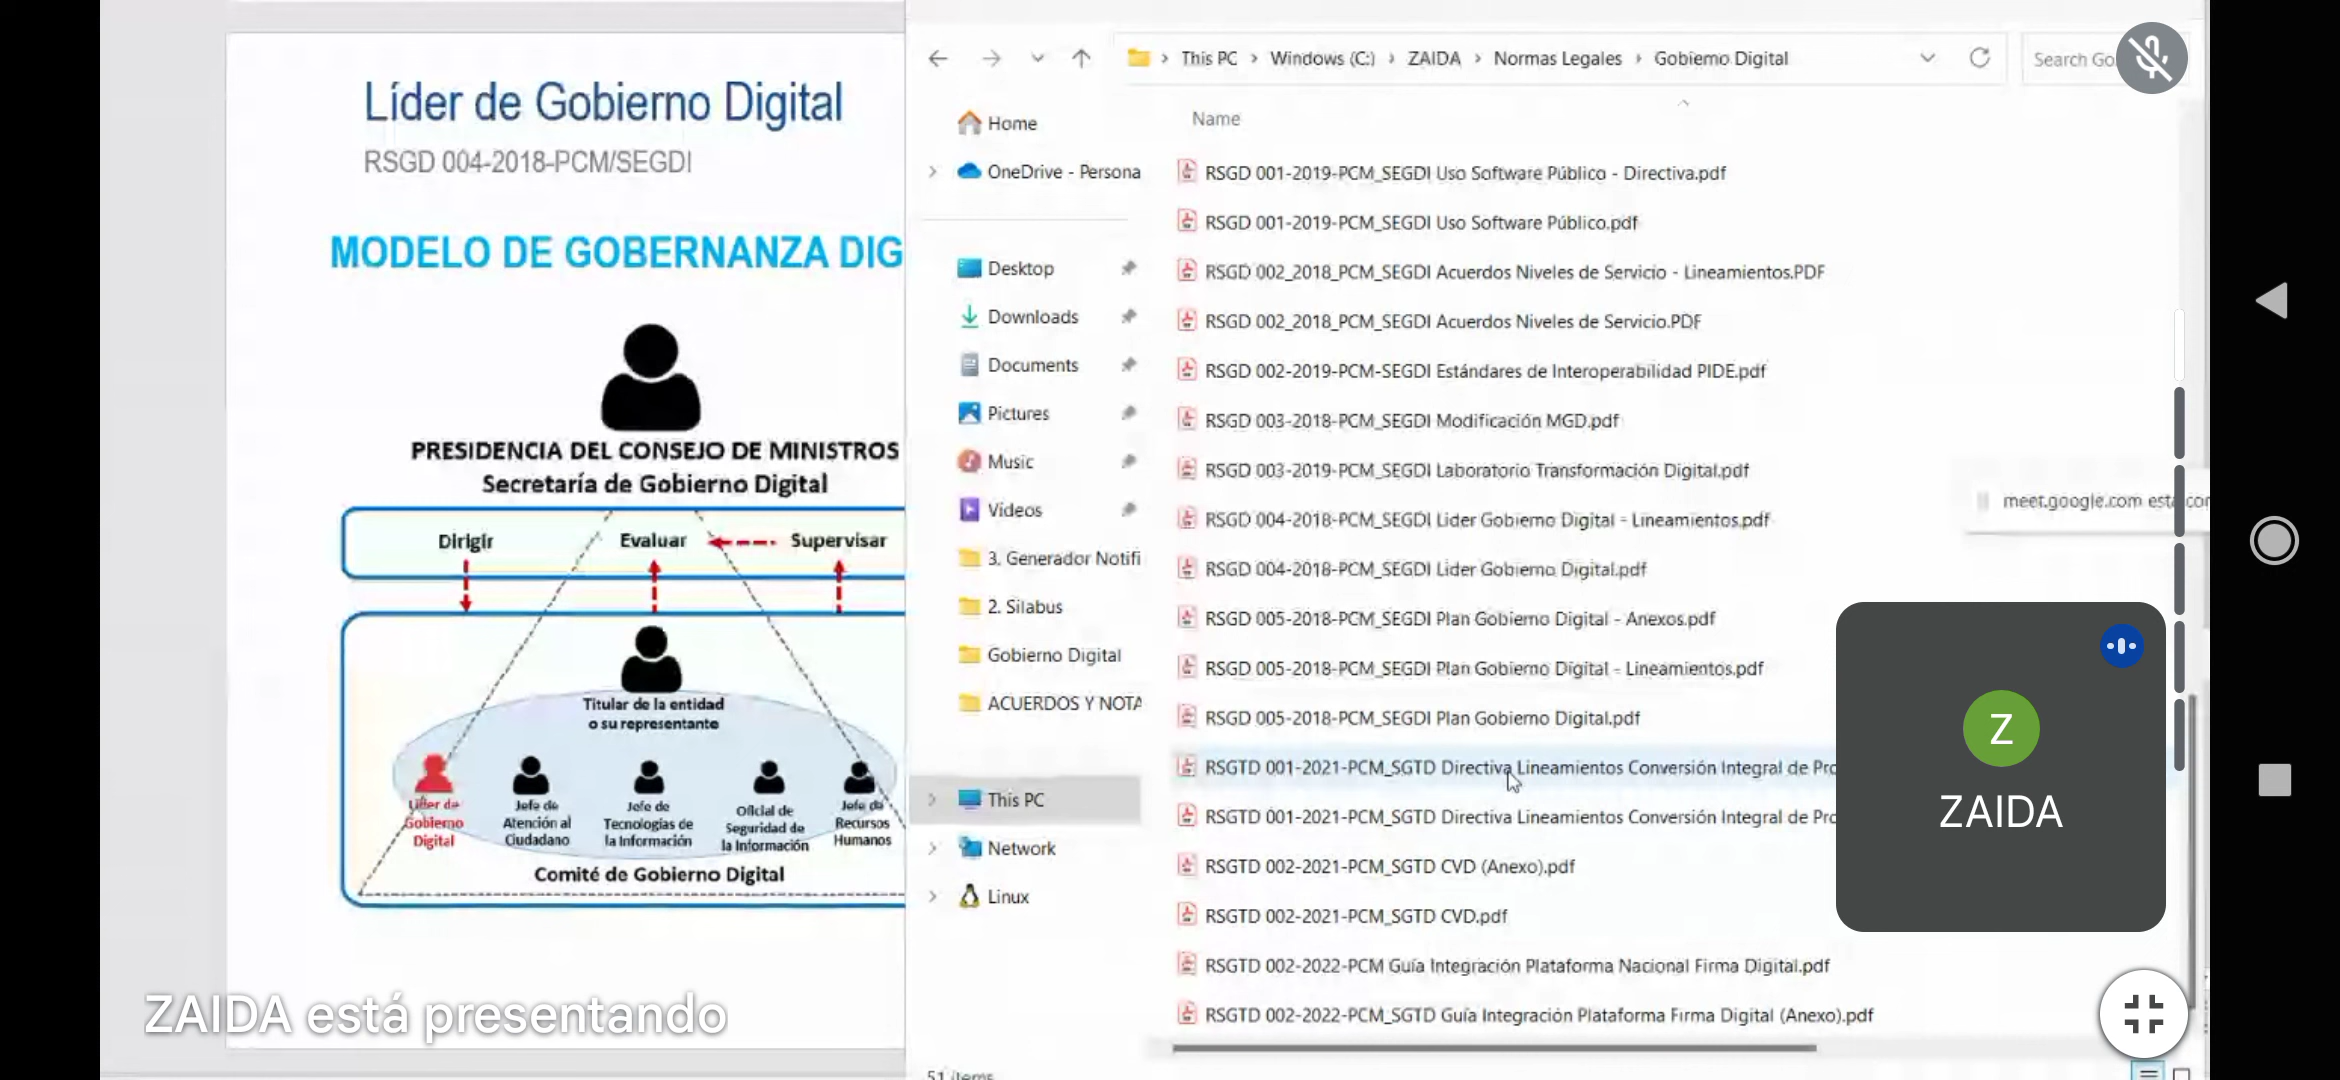 Líder de Gobierno Digital
RSGD 004-2018-PCM/SEGDI
MODELO DE GOBERNANZA DIG
PRESIDENCIA DEL CONSEJO DE MINISTROS
Secretaría de Gobierno Digital
Dirigir Evaluar Supervisar
Titular de la entidad
o su representante
Líder de
Gobierno
Digital
Jefe de
Atención al
Ciudadano
Jefe de
Tecnologías de
la Información
Oficial de
Seguridad de
la Información
Jefe de
Recursos
Humanos
Comité de Gobierno Digital
ZAIDA está presentando
This PC > Windows (C:) > ZAIDA > Normas Legales > Gobierno Digital
Search Go
Home
OneDrive - Persona
Desktop
Downloads
Documents
Pictures
Music
Videos
3. Generador Notifi
2. Silabus
Gobierno Digital
ACUERDOS Y NOTA
This PC
Network
Linux
Name
RSGD 001-2019-PCM_SEGDI Uso Software Público - Directiva.pdf
RSGD 001-2019-PCM_SEGDI Uso Software Público.pdf
RSGD 002_2018_PCM_SEGDI Acuerdos Niveles de Servicio - Lineamientos.PDF
RSGD 002_2018_PCM_SEGDI Acuerdos Niveles de Servicio.PDF
RSGD 002-2019-PCM-SEGDI Estándares de Interoperabilidad PIDE.pdf
RSGD 003-2018-PCM_SEGDI Modificación MGD.pdf
RSGD 003-2019-PCM_SEGDI Laboratorio Transformación Digital.pdf
RSGD 004-2018-PCM_SEGDI Lider Gobierno Digital - Lineamientos.pdf
RSGD 004-2018-PCM_SEGDI Lider Gobierno Digital.pdf
RSGD 005-2018-PCM_SEGDI Plan Gobierno Digital - Anexos.pdf
RSGD 005-2018-PCM_SEGDI Plan Gobierno Digital - Lineamientos.pdf
RSGD 005-2018-PCM_SEGDI Plan Gobierno Digital.pdf
RSGTD 001-2021-PCM_SGTD Directiva Lineamientos Conversión Integral de Pro
RSGTD 001-2021-PCM_SGTD Directiva Lineamientos Conversión Integral de Pro
RSGTD 002-2021-PCM_SGTD CVD (Anexo).pdf
RSGTD 002-2021-PCM_SGTD CVD.pdf
RSGTD 002-2022-PCM Guía Integración Plataforma Nacional Firma Digital.pdf
RSGTD 002-2022-PCM_SGTD Guía Integración Plataforma Firma Digital (Anexo).pdf
51 items
meet.google.com está cor
Z
ZAIDA